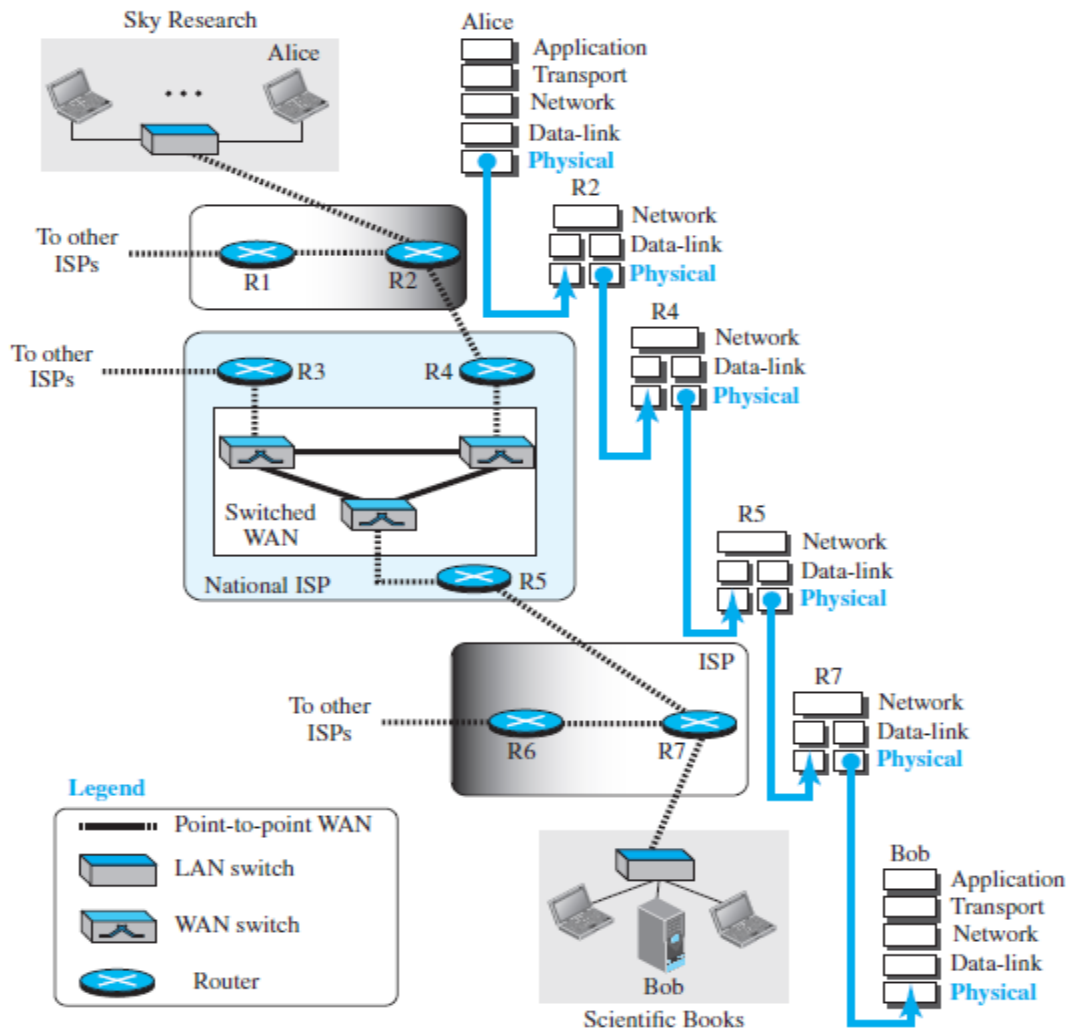 Sky Research
Alice
Alice
Application
Transport
Network
Data-link
Physical
R2
Network
Data-link
Physical
To other
ISPs
R1
R2
R4
Network
Data-link
Physical
To other
ISPs
R3
R4
Switched
WAN
R5
National ISP
R5
Network
Data-link
Physical
ISP
To other
ISPs
R6
R7
R7
Network
Data-link
Physical
Legend
Point-to-point WAN
LAN switch
WAN switch
Router
Bob
Scientific Books
Bob
Application
Transport
Network
Data-link
Physical